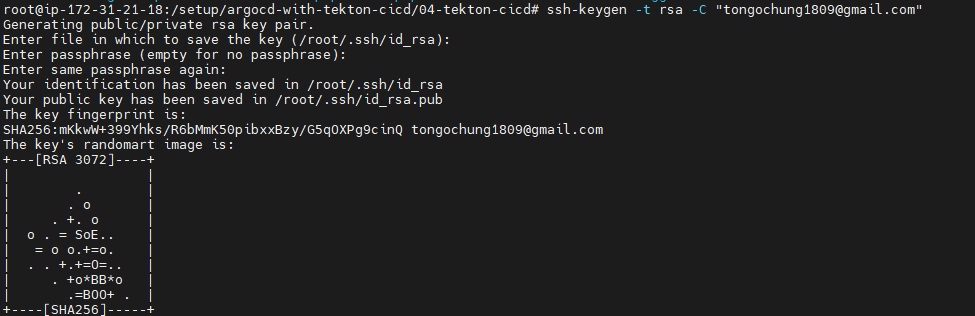 root@ip-172-31-21-18:/setup/argocd-with-tekton-cicd/04-tekton-cicd# ssh-keygen -t rsa -C "tongochung1809@gmail.com"
Generating public/private rsa key pair.
Enter file in which to save the key (/root/.ssh/id_rsa):
Enter passphrase (empty for no passphrase):
Enter same passphrase again:
Your identification has been saved in /root/.ssh/id_rsa
Your public key has been saved in /root/.ssh/id_rsa.pub
The key fingerprint is:
SHA256:mKkwW+399Yhks/R6bMmK50pibxxBzy/G5qOXPg9cinQ tongochung1809@gmail.com
The key's randomart image is:
+---[RSA 3072]----+
|                 |
|        .        |
|       . o       |
|     . +. o      |
|  o . = SoE..    |
|   = o o.+=o.    |
|  . . +.+=O=..   |
|     . +o*BB*o   |
|       .=BOO+ .  |
+----[SHA256]-----+